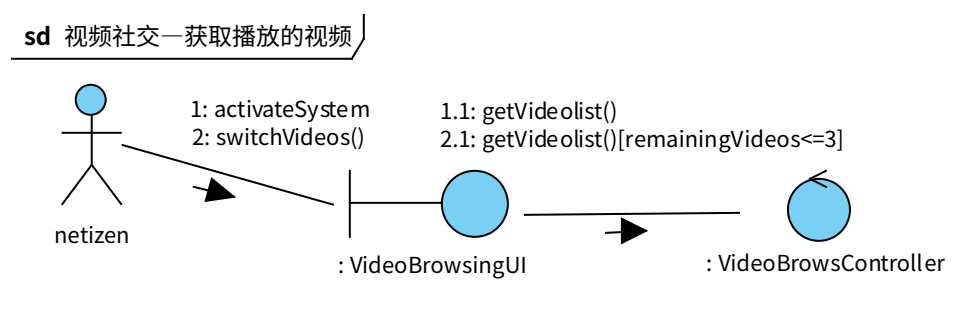 sd 视频社交—获取播放的视频
1: activateSystem
2: switchVideos()
1.1: getVideolist()
2.1: getVideolist()[remainingVideos<=3]
netizen
: VideoBrowsingUI
: VideoBrowsController